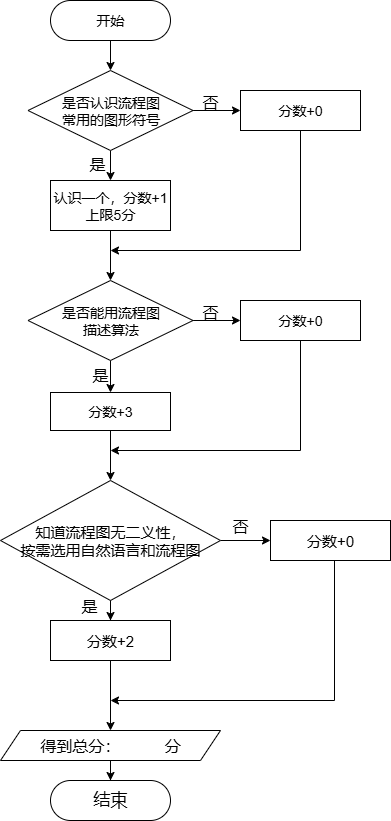 开始
是否认识流程图
常用的图形符号
否
分数+0
是
认识一个，分数+1
上限5分
是否能用流程图
描述算法
否
分数+0
是
分数+3
知道流程图无二义性，
按需选用自然语言和流程图
否
分数+0
是
分数+2
得到总分： 分
结束